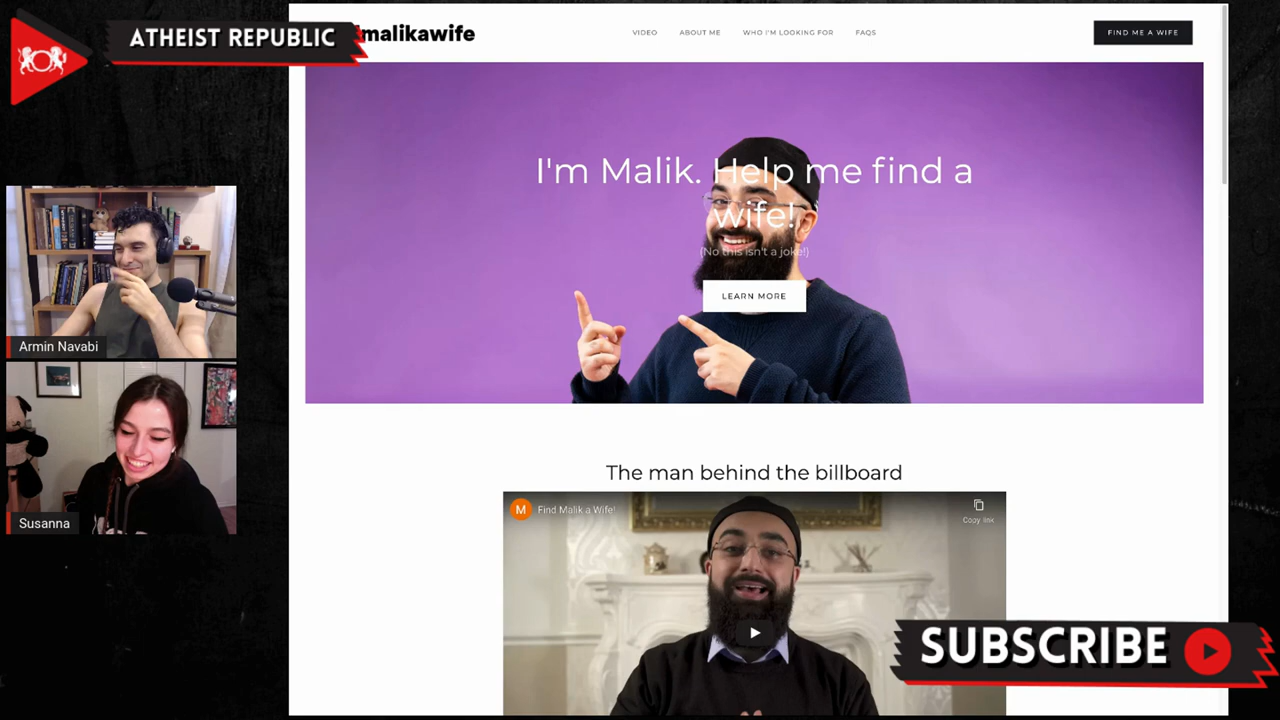 ATHEIST REPUBLIC
malikawife
VIDEO
ABOUT ME
WHO I'M LOOKING FOR
FAQS
FIND ME A WIFE
I'm Malik. Help me find a
wife!
(No this isn't a joke!)
LEARN MORE
Armin Navabi
The man behind the billboard
M
Find Malik a Wife!
Copy link
Susanna
SUBSCRIBE